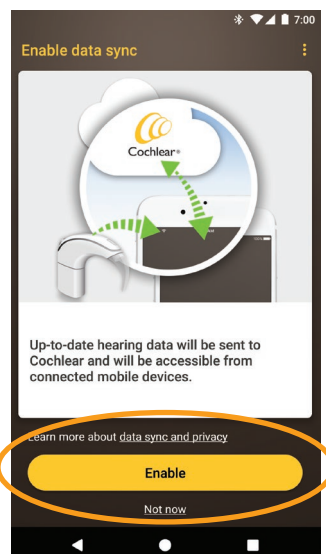 7:00
Enable data sync
Cochlear®
Up-to-date hearing data will be sent to
Cochlear and will be accessible from
connected mobile devices.
Learn more about data sync and privacy
Enable
Not now